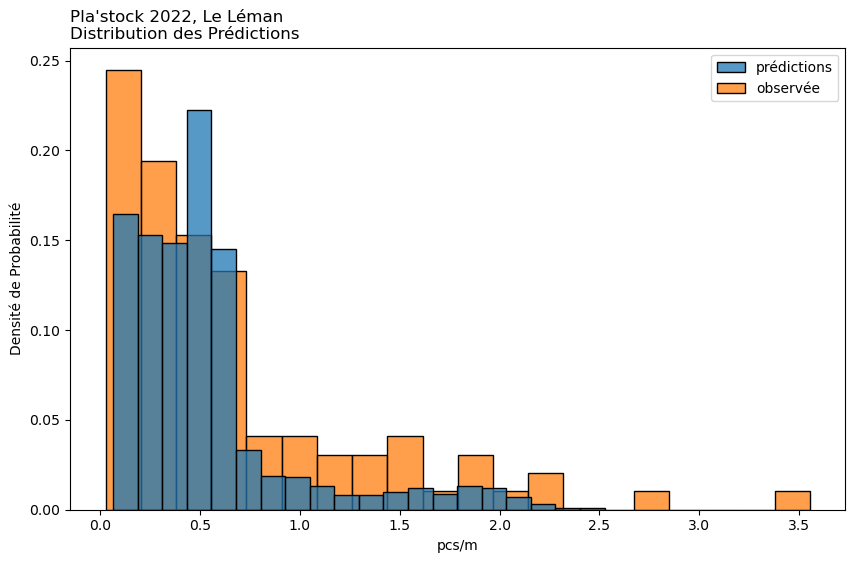 Pla'stock 2022, Le Léman
Distribution des Prédictions
prédictions
observée
Densité de Probabilité
0.25
0.20
0.15
0.10
0.05
0.00
0.0 0.5 1.0 1.5 2.0 2.5 3.0 3.5
pcs/m